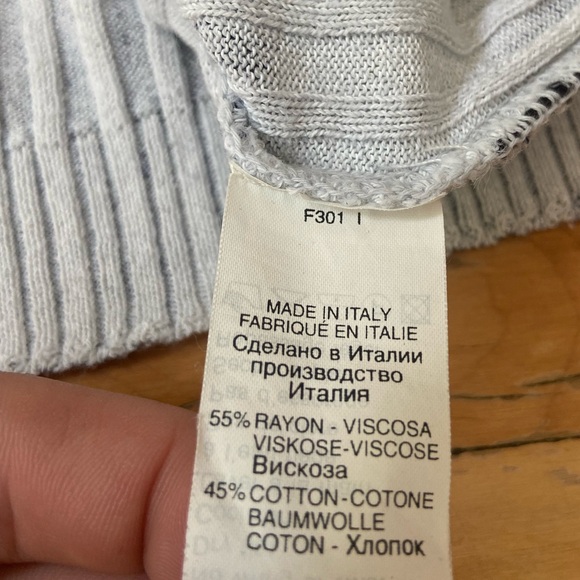 F301 I
MADE IN ITALY
FABRIQUÉ EN ITALIE
Сделано в Италии
производство
Италия
55% RAYON - VISCOSA
VISKOSE-VISCOSE
Вискоза
45% COTTON-COTONE
BAUMWOLLE
COTON - Хлопок